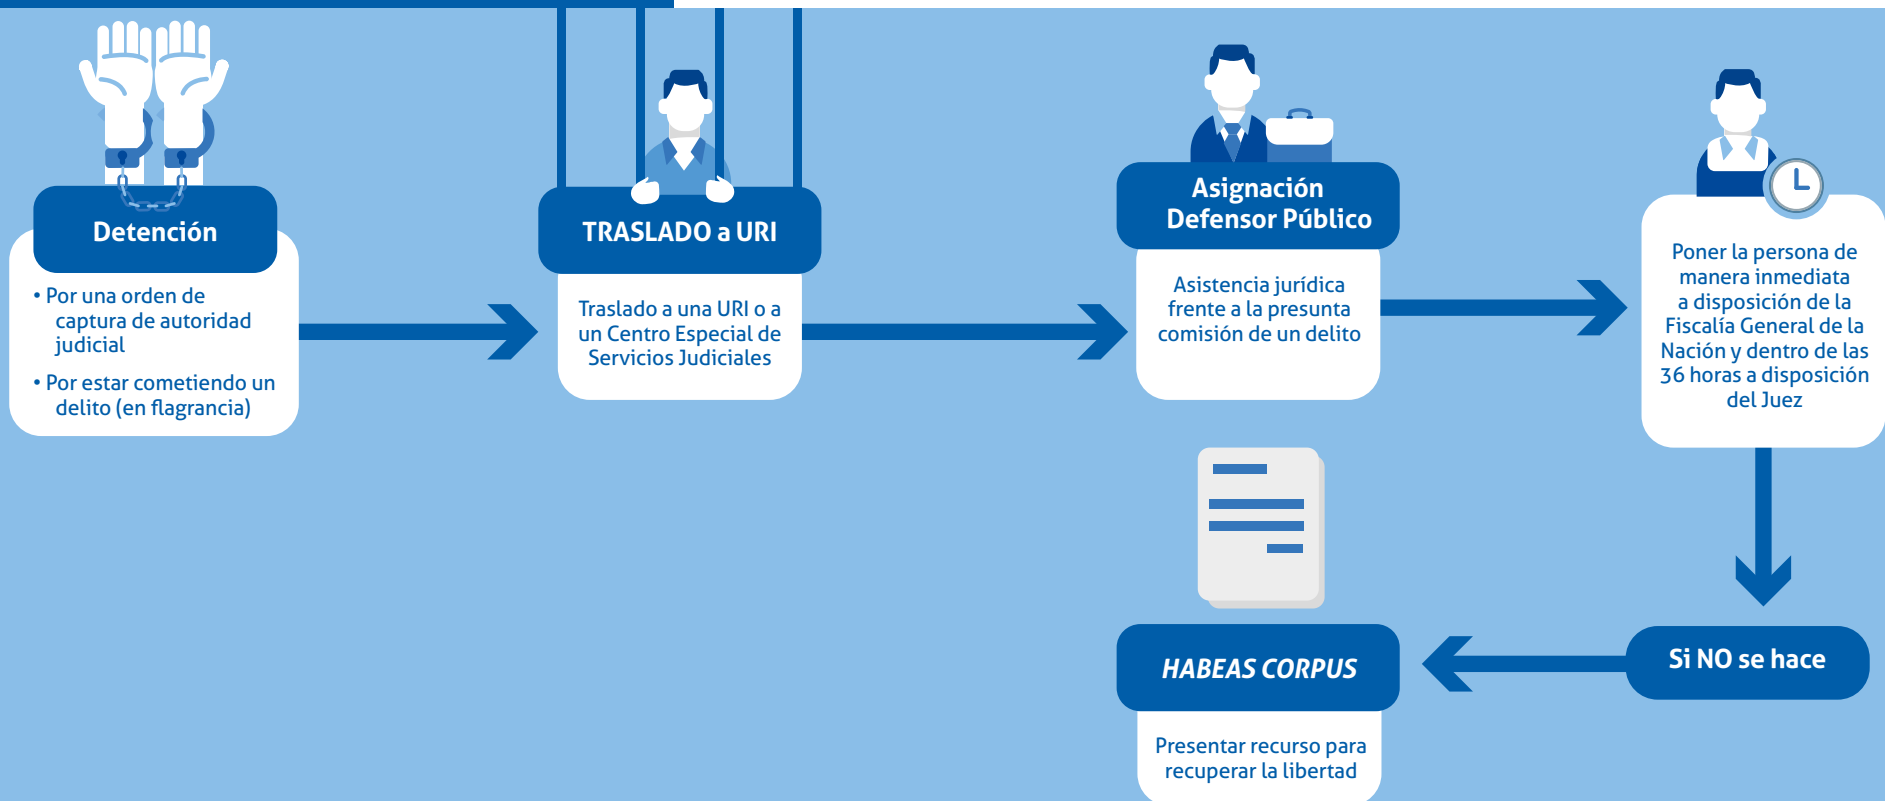 Detención
• Por una orden de
captura de autoridad
judicial
• Por estar cometiendo un
delito (en flagrancia)
TRASLADO a URI
Traslado a una URI o a
un Centro Especial de
Servicios Judiciales
Asignación
Defensor Público
Asistencia jurídica
frente a la presunta
comisión de un delito
Poner la persona de
manera inmediata
a disposición de la
Fiscalía General de la
Nación y dentro de las
36 horas a disposición
del Juez
Si NO se hace
HABEAS CORPUS
Presentar recurso para
recuperar la libertad